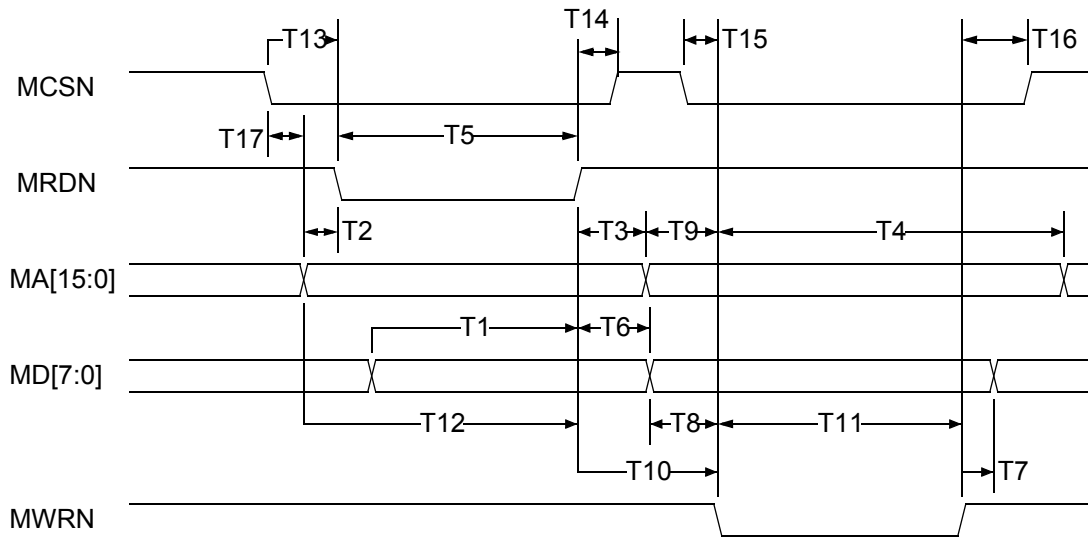 T13
T14
T15
T16
MCSN
T17
T5
MRDN
T2
T3
T9
T4
MA[15:0]
T1
T6
MD[7:0]
T12
T8
T11
T10
T7
MWRN